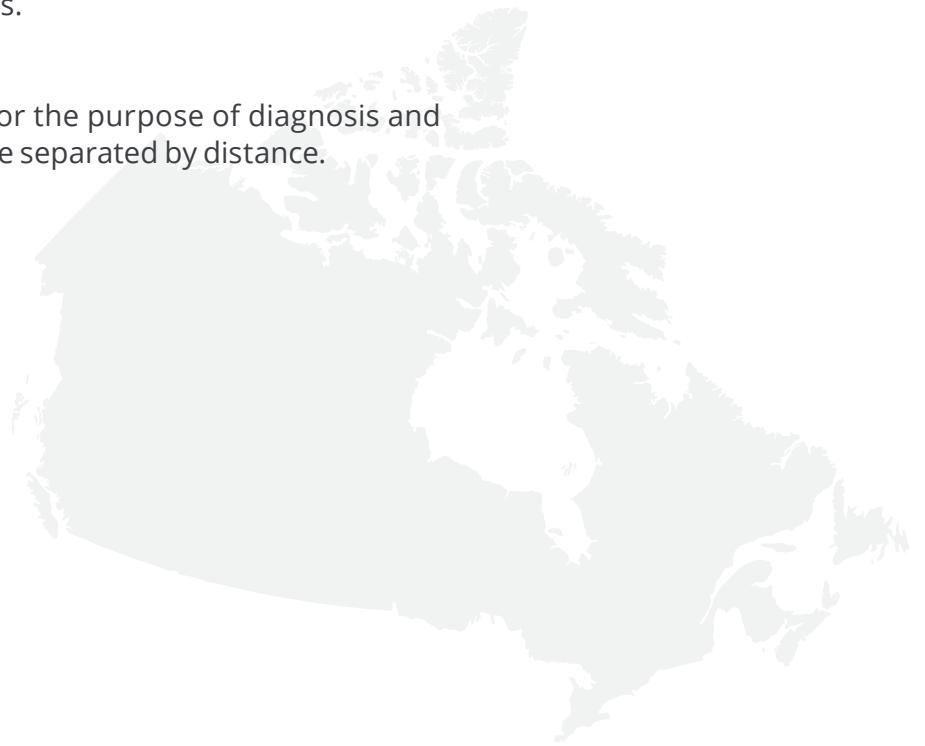 s.
or the purpose of diagnosis and
e separated by distance.